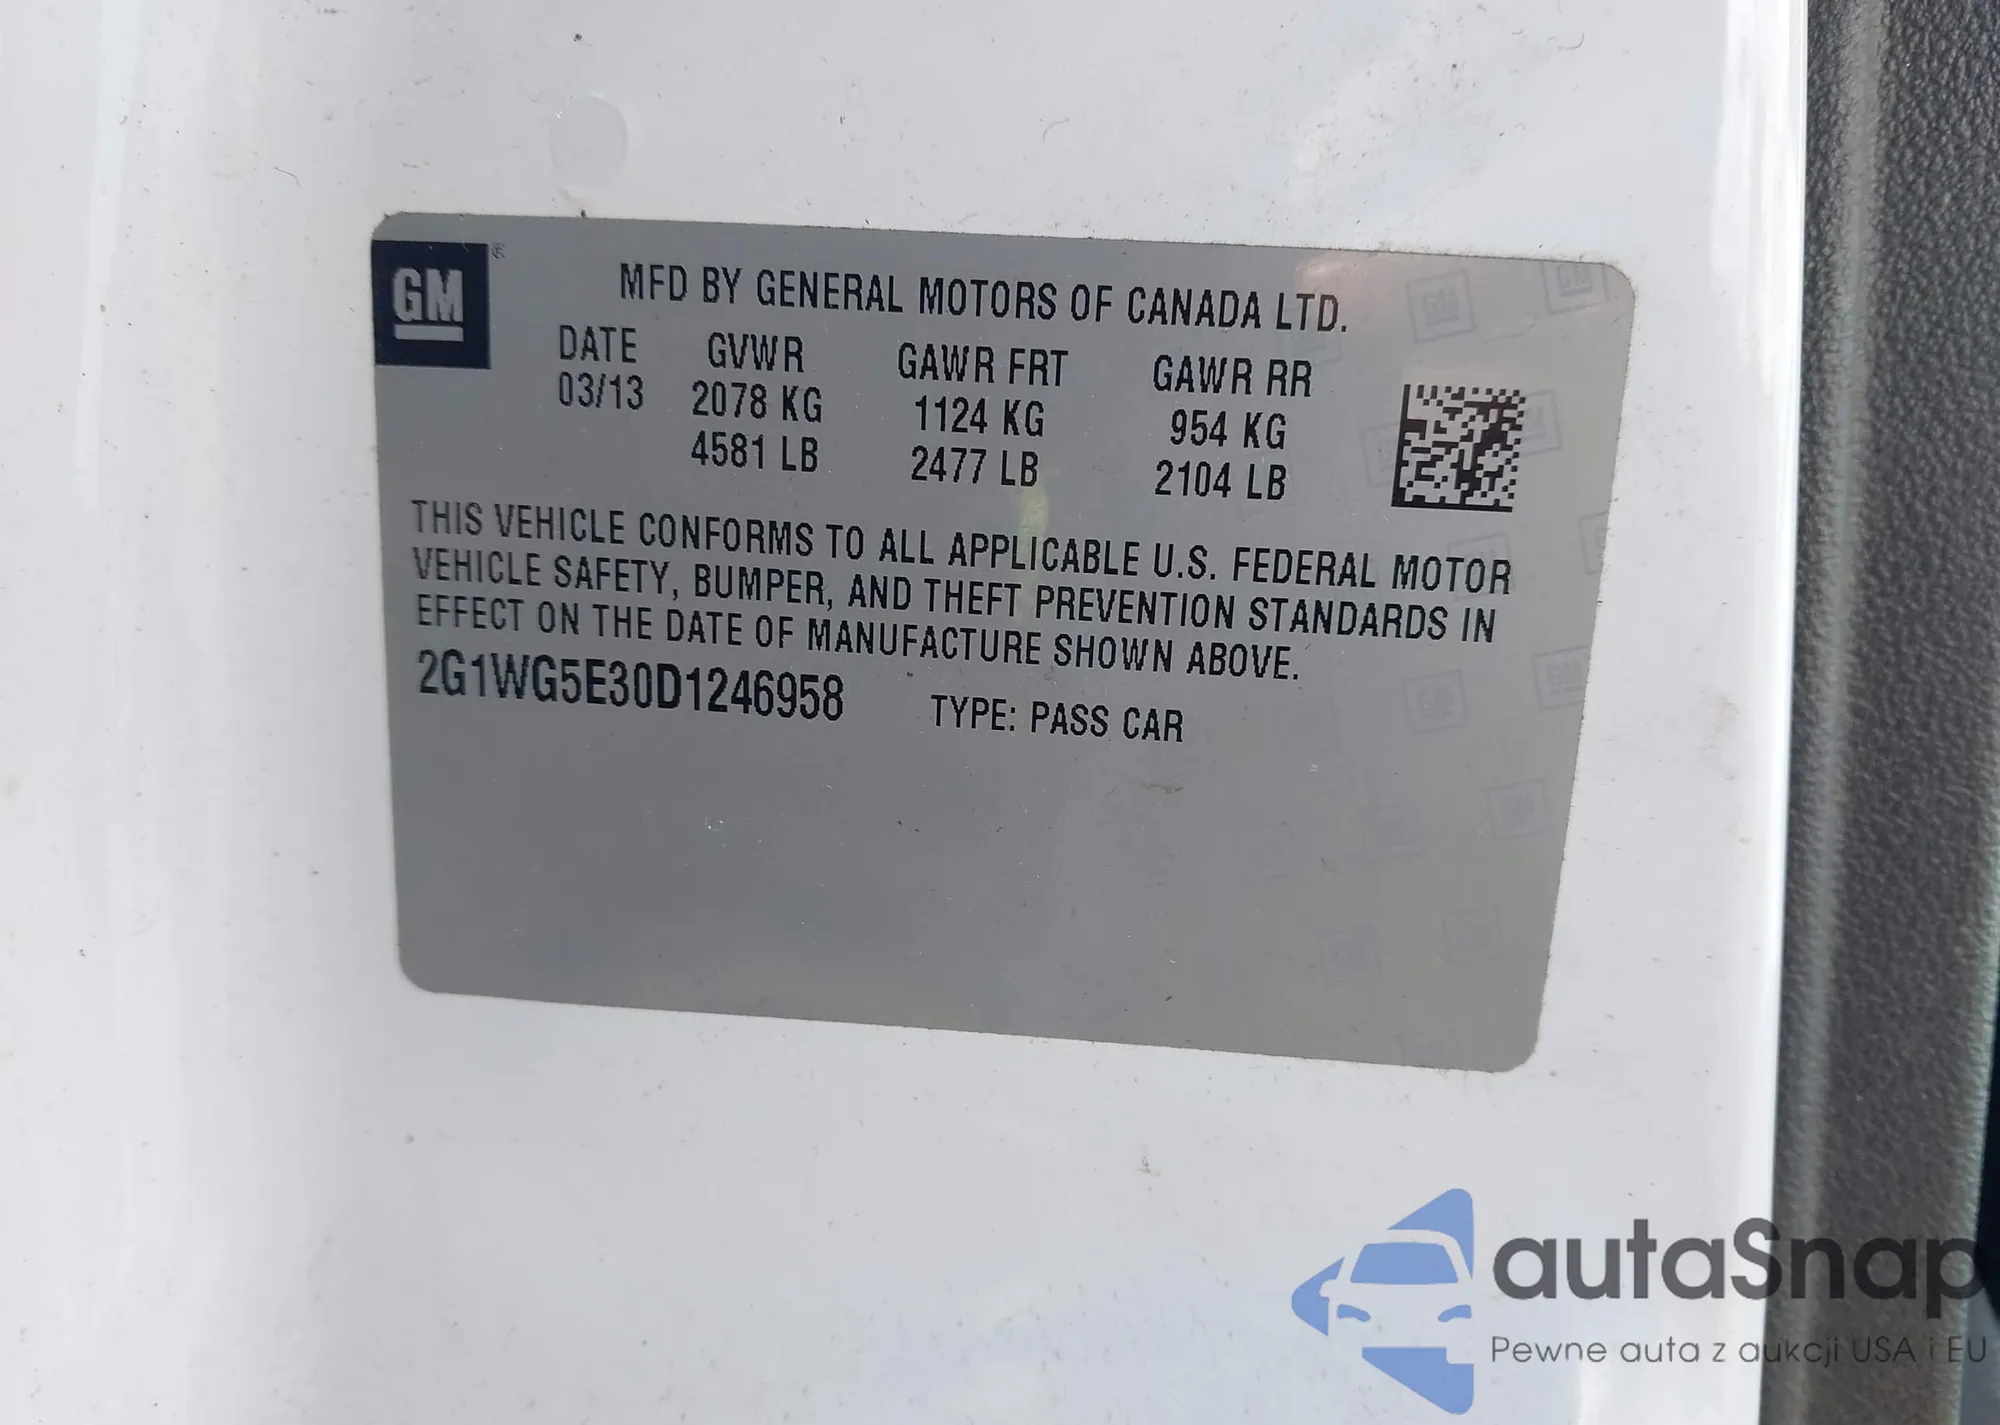 GM ®
MFD BY GENERAL MOTORS OF CANADA LTD.
DATE GVWR GAWR FRT GAWR RR
03/13 2078 KG 1124 KG 954 KG
4581 LB 2477 LB 2104 LB
THIS VEHICLE CONFORMS TO ALL APPLICABLE U.S. FEDERAL MOTOR
VEHICLE SAFETY, BUMPER, AND THEFT PREVENTION STANDARDS IN
EFFECT ON THE DATE OF MANUFACTURE SHOWN ABOVE.
2G1WG5E30D1246958 TYPE: PASS CAR
autaSnap
Pewne auta z aukcji USA i EU